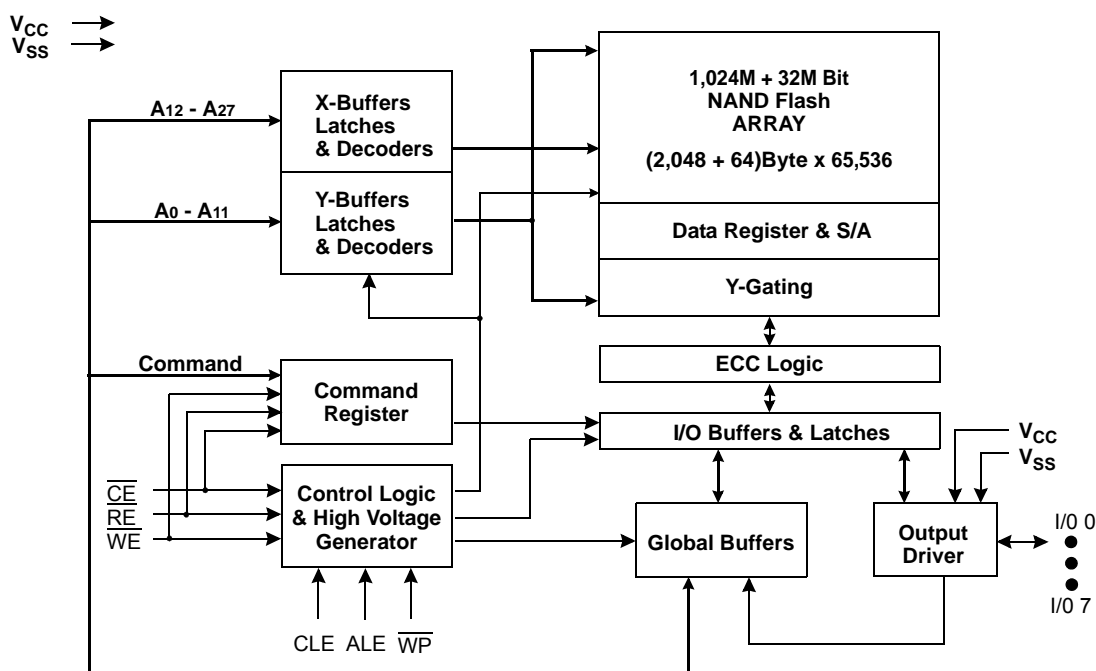 VCC
VSS
A12 - A27
X-Buffers
Latches
& Decoders
A0 - A11
Y-Buffers
Latches
& Decoders
1,024M + 32M Bit
NAND Flash
ARRAY
(2,048 + 64)Byte x 65,536
Data Register & S/A
Y-Gating
ECC Logic
Command
Command
Register
I/O Buffers & Latches
VCC
VSS
CE
RE
WE
Control Logic
& High Voltage
Generator
Global Buffers
Output
Driver
I/0 0
I/0 7
CLE ALE WP